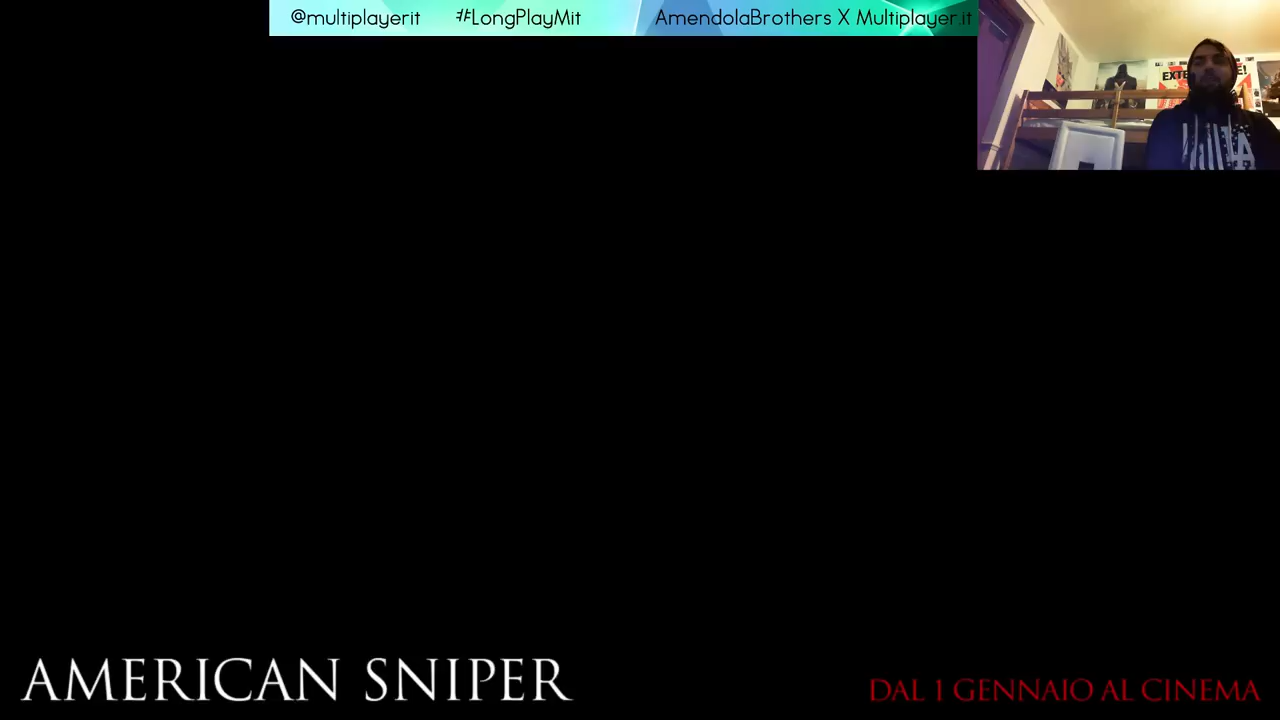 @multiplayerit #LongPlayMit AmendolaBrothers X Multiplayer.it
AMERICAN SNIPER
DAL 1 GENNAIO AL CINEMA